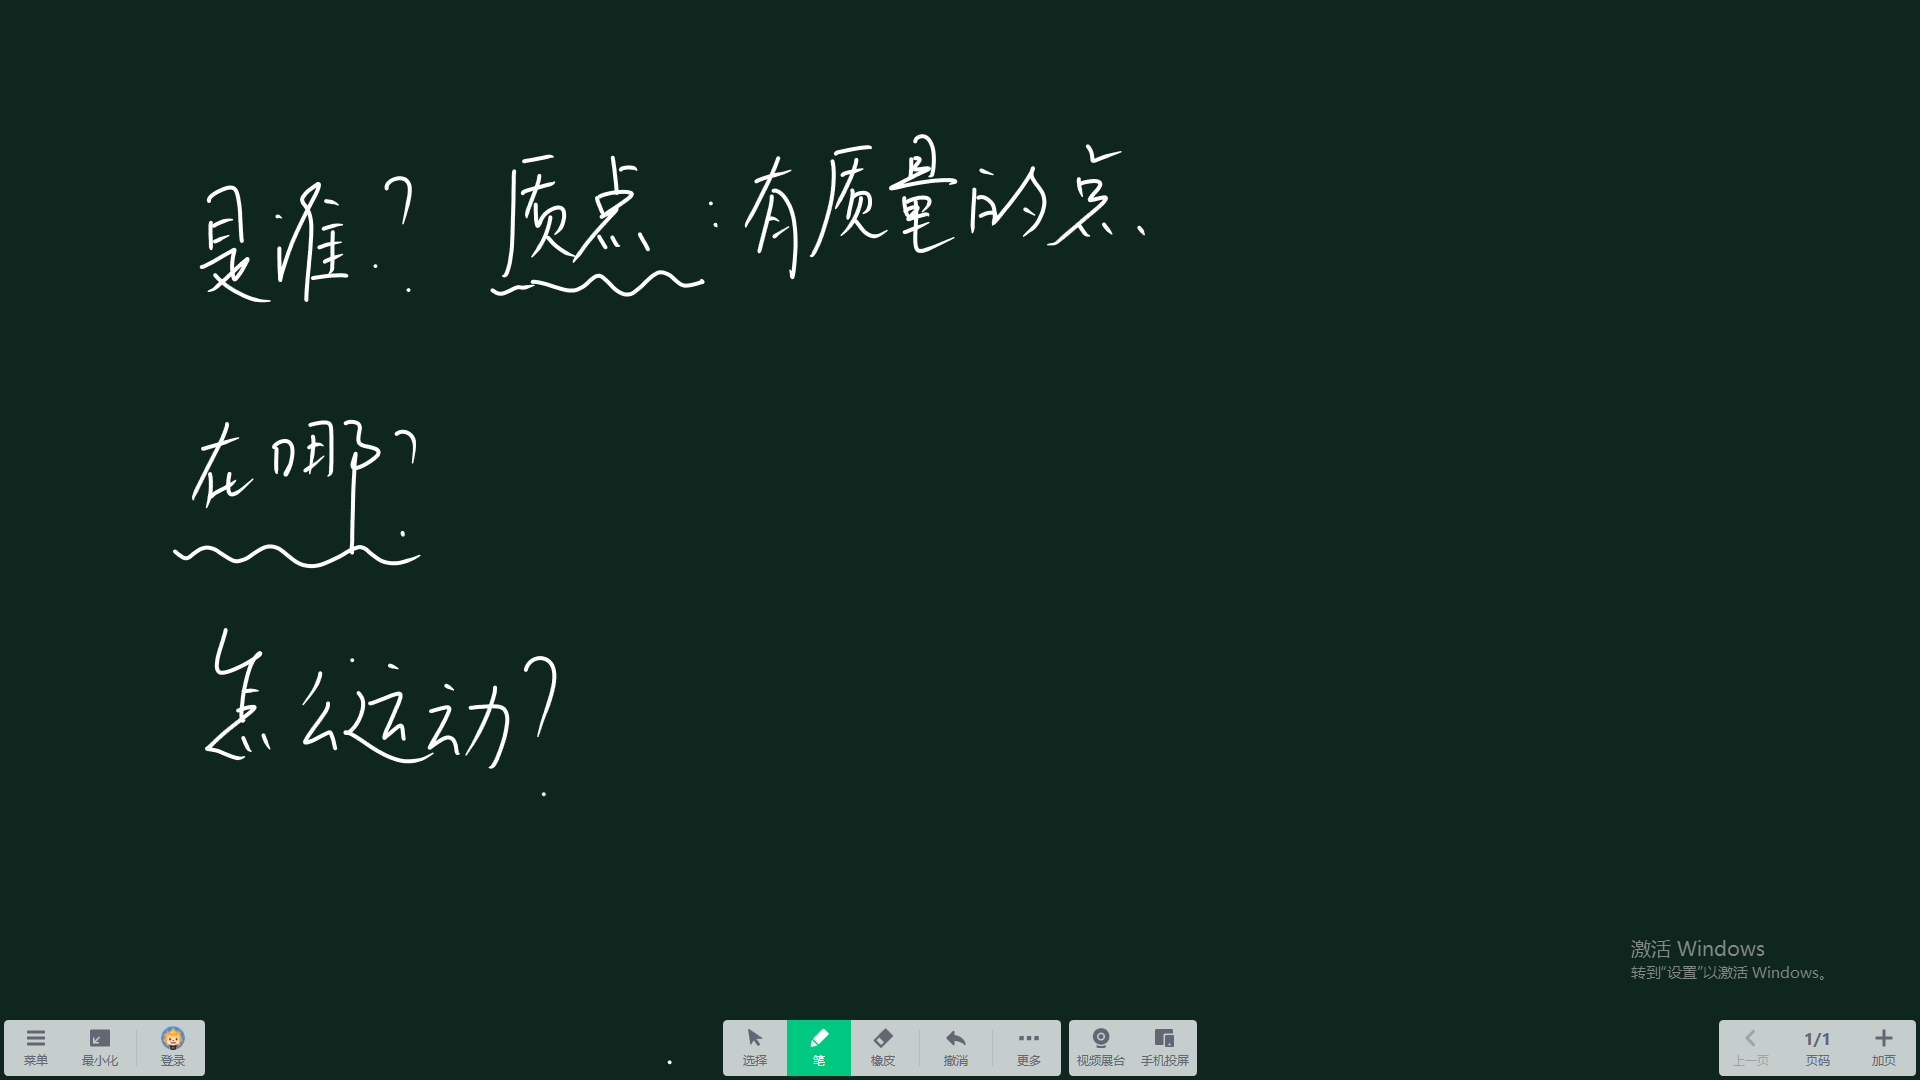 是谁? 质点:有质量的点.
在哪?
怎么运动?
激活 Windows
转到“设置”以激活 Windows。
菜单 最小化 登录 选择 笔 橡皮 撤消 更多 视频展台 手机投屏 上一页 1/1 页码 加页